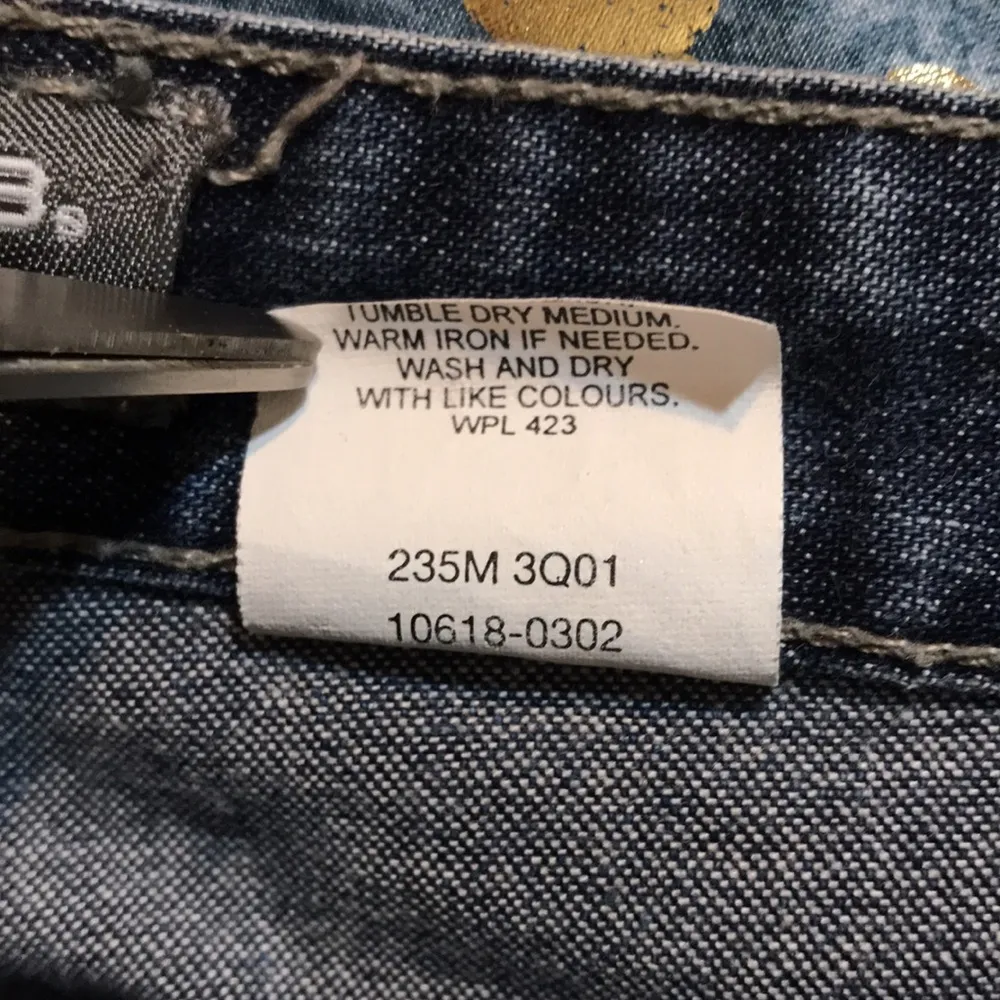 B®
TUMBLE DRY MEDIUM.
WARM IRON IF NEEDED.
WASH AND DRY
WITH LIKE COLOURS.
WPL 423
235M 3Q01
10618-0302